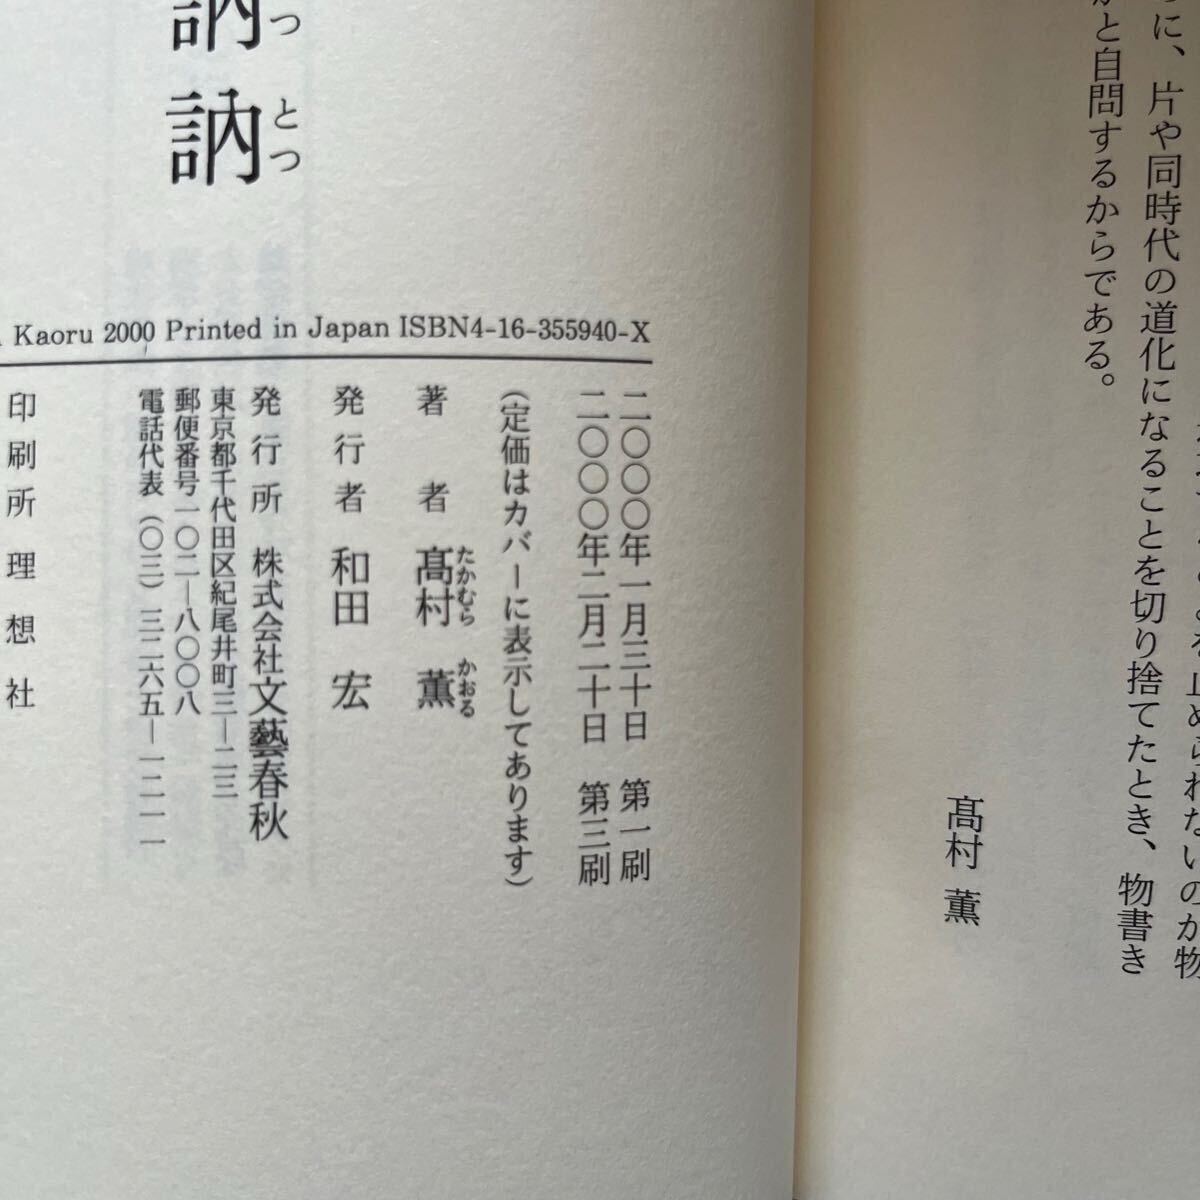 に、片や同時代の道化になることを切り捨てたとき、物書き
かと自問するからである。
髙村 薫
訥訥
つとつ
Kaoru 2000 Printed in Japan ISBN4-16-355940-X
二〇〇〇年一月三十日 第一刷
二〇〇〇年二月二十日 第三刷
(定価はカバーに表示してあります)
著者 髙村 薫
たかむら かおる
発行者 和田 宏
発行所 株式会社文藝春秋
東京都千代田区紀尾井町三―二三
郵便番号一〇二―八〇〇八
電話代表(〇三)三二六五―一二一一
印刷所 理想社